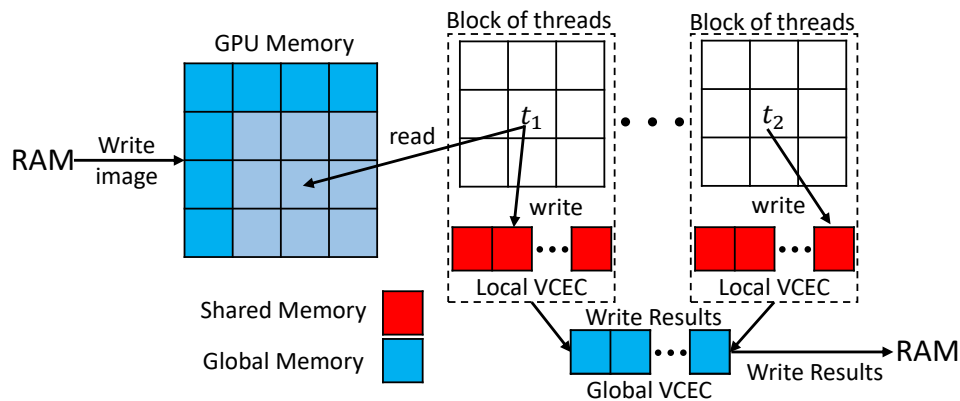 Block of threads
Block of threads
GPU Memory
t₁
t₂
read
RAM
Write
image
write
write
Local VCEC
Local VCEC
Shared Memory
Write Results
Global Memory
RAM
Write Results
Global VCEC